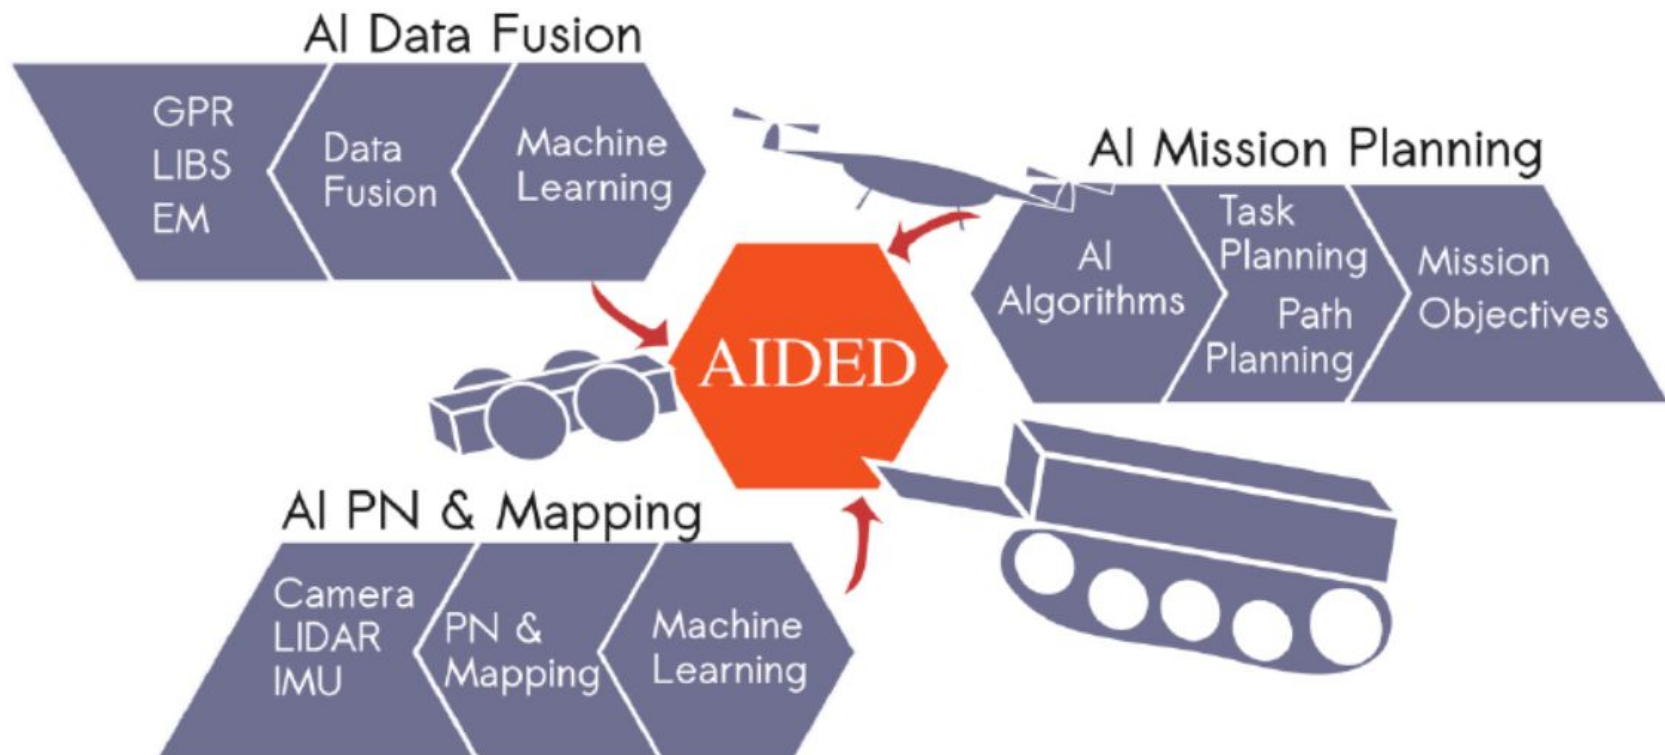 AI Data Fusion
GPR
LIBS
EM
Data
Fusion
Machine
Learning
AI Mission Planning
AI
Algorithms
Task
Planning
Path
Planning
Mission
Objectives
AIDED
AI PN & Mapping
Camera
LIDAR
IMU
PN &
Mapping
Machine
Learning